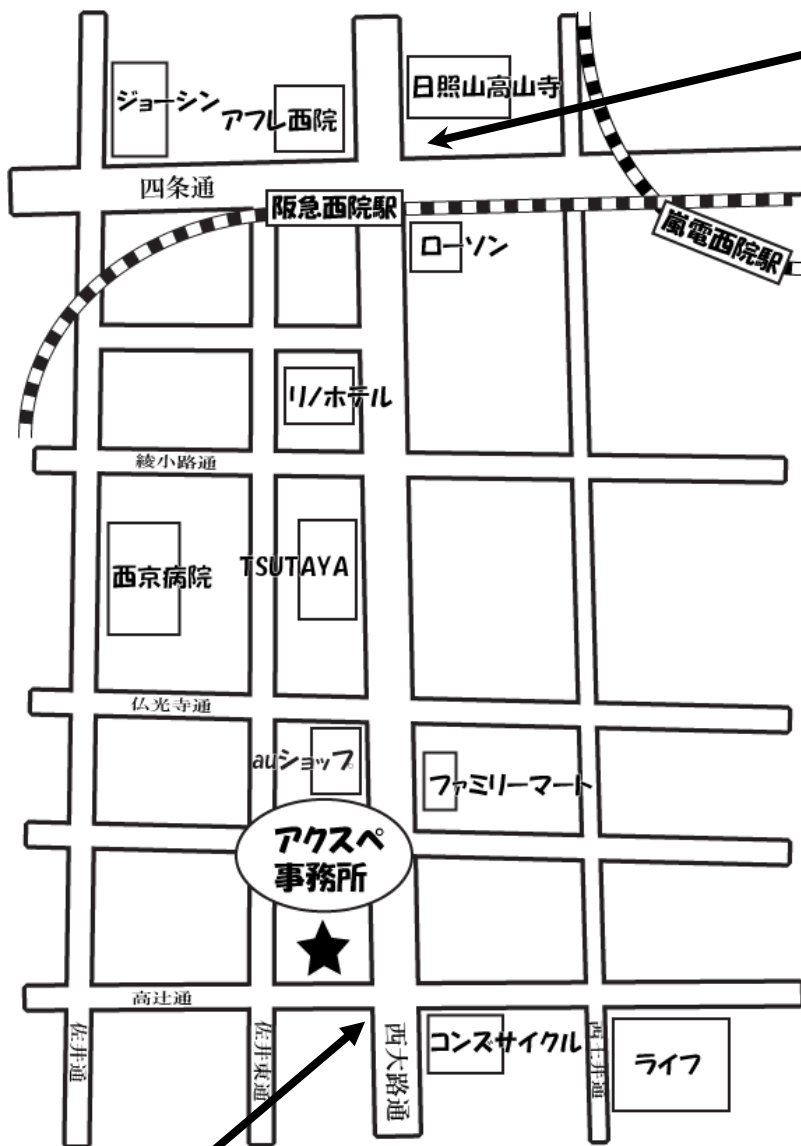 ジョーシン
アフレ西院
日照山高山寺
四条通
阪急西院駅
ローソン
嵐電西院駅
リノホテル
綾小路通
西京病院
TSUTAYA
仏光寺通
auショップ
ファミリーマート
アクスペ
事務所
高辻通
佐井通
佐井東通
西大路通
コンズサイクル
西土井通
ライフ